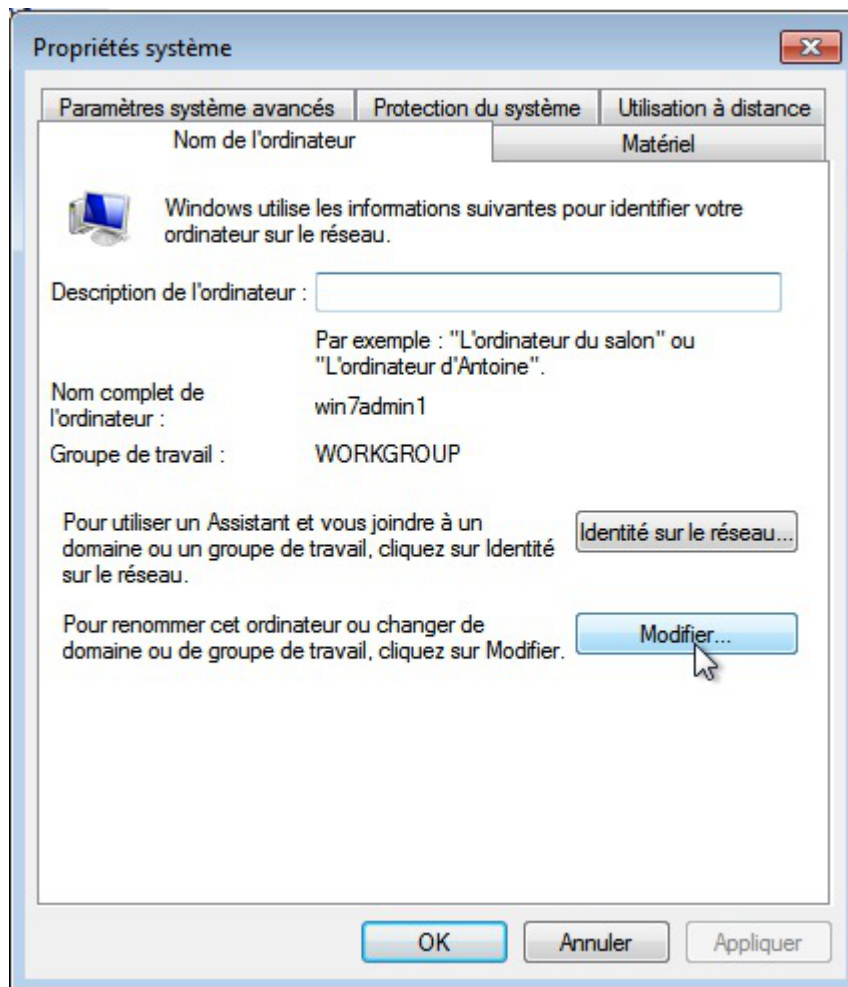 Propriétés système
Paramètres système avancés
Protection du système
Utilisation à distance
Nom de l'ordinateur
Matériel
Windows utilise les informations suivantes pour identifier votre
ordinateur sur le réseau.
Description de l'ordinateur :
Par exemple : "L'ordinateur du salon" ou
"L'ordinateur d'Antoine".
Nom complet de
l'ordinateur :
win7admin1
Groupe de travail :
WORKGROUP
Pour utiliser un Assistant et vous joindre à un
domaine ou un groupe de travail, cliquez sur Identité
sur le réseau.
Identité sur le réseau...
Pour renommer cet ordinateur ou changer de
domaine ou de groupe de travail, cliquez sur Modifier.
Modifier...
OK
Annuler
Appliquer